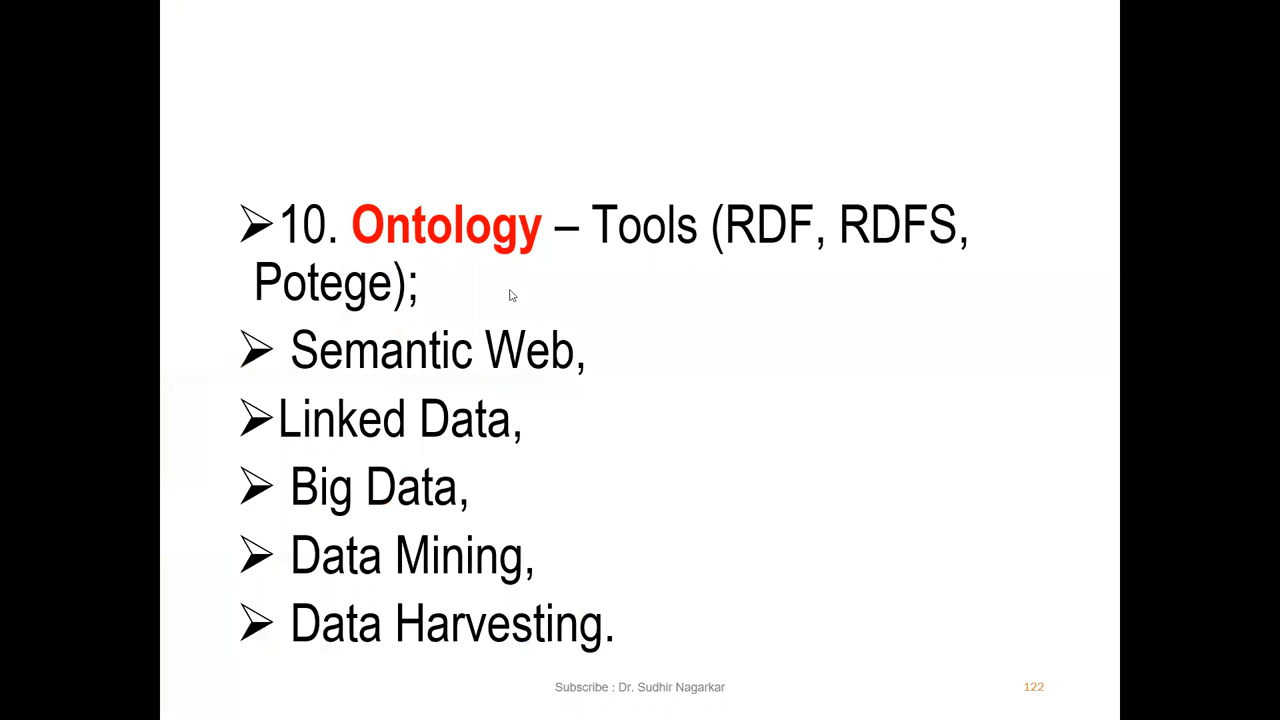 ➢10. Ontology – Tools (RDF, RDFS,
Potege);
➢ Semantic Web,
➢Linked Data,
➢ Big Data,
➢ Data Mining,
➢ Data Harvesting.
Subscribe : Dr. Sudhir Nagarkar
122